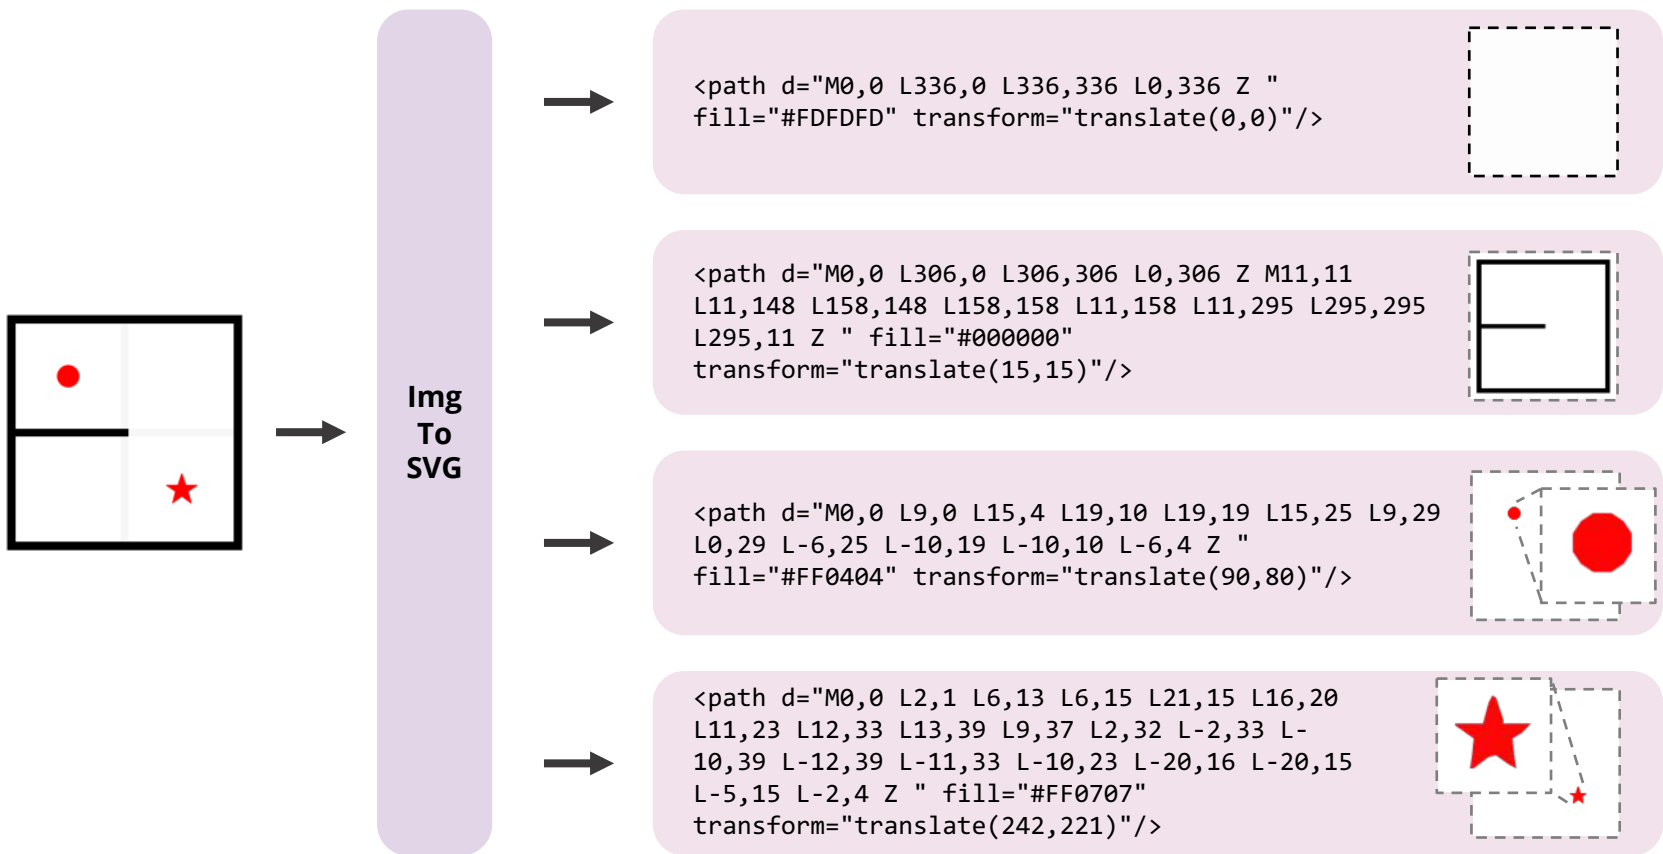 Img
To
SVG
<path d="M0,0 L336,0 L336,336 L0,336 Z "
fill="#FDFDFD" transform="translate(0,0)"/>
<path d="M0,0 L306,0 L306,306 L0,306 Z M11,11
L11,148 L158,148 L158,158 L11,158 L11,295 L295,295
L295,11 Z " fill="#000000"
transform="translate(15,15)"/>
<path d="M0,0 L9,0 L15,4 L19,10 L19,19 L15,25 L9,29
L0,29 L-6,25 L-10,19 L-10,10 L-6,4 Z "
fill="#FF0404" transform="translate(90,80)"/>
<path d="M0,0 L2,1 L6,13 L6,15 L21,15 L16,20
L11,23 L12,33 L13,39 L9,37 L2,32 L-2,33 L-
10,39 L-12,39 L-11,33 L-10,23 L-20,16 L-20,15
L-5,15 L-2,4 Z " fill="#FF0707"
transform="translate(242,221)"/>